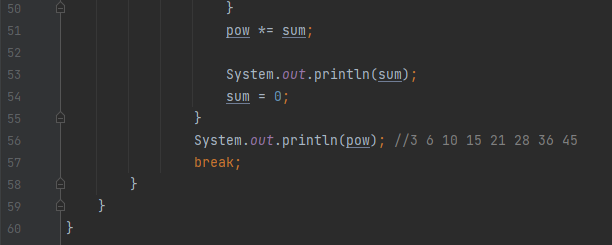 50 }
51 pow *= sum;
52
53 System.out.println(sum);
54 sum = 0;
55 }
56 System.out.println(pow); //3 6 10 15 21 28 36 45
57 break;
58 }
59 }
60 }